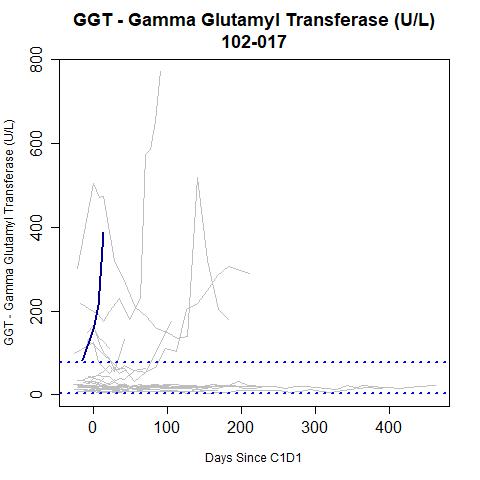 GGT - Gamma Glutamyl Transferase (U/L)
102-017
GGT - Gamma Glutamyl Transferase (U/L)
800
600
400
200
0
0 100 200 300 400
Days Since C1D1